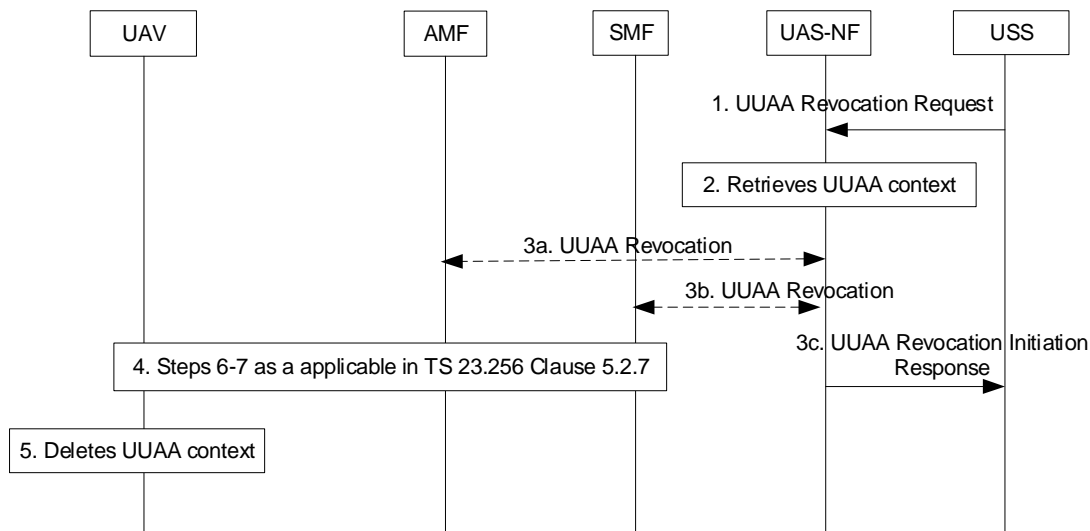 UAV
AMF
SMF
UAS-NF
USS
1. UUAA Revocation Request
2. Retrieves UUAA context
3a. UUAA Revocation
3b. UUAA Revocation
3c. UUAA Revocation Initiation
Response
4. Steps 6-7 as a applicable in TS 23.256 Clause 5.2.7
5. Deletes UUAA context